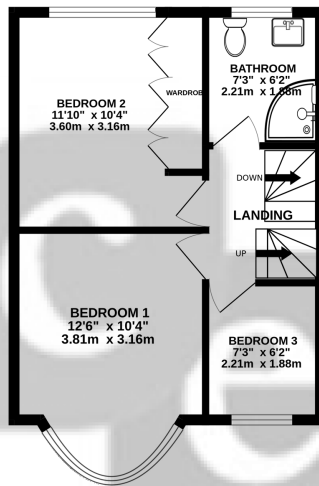 BATHROOM
7'3" x 6'2"
2.21m x 1.88m
WARDROBE
BEDROOM 2
11'10" x 10'4"
3.60m x 3.16m
DOWN
LANDING
UP
BEDROOM 1
12'6" x 10'4"
3.81m x 3.16m
BEDROOM 3
7'3" x 6'2"
2.21m x 1.88m